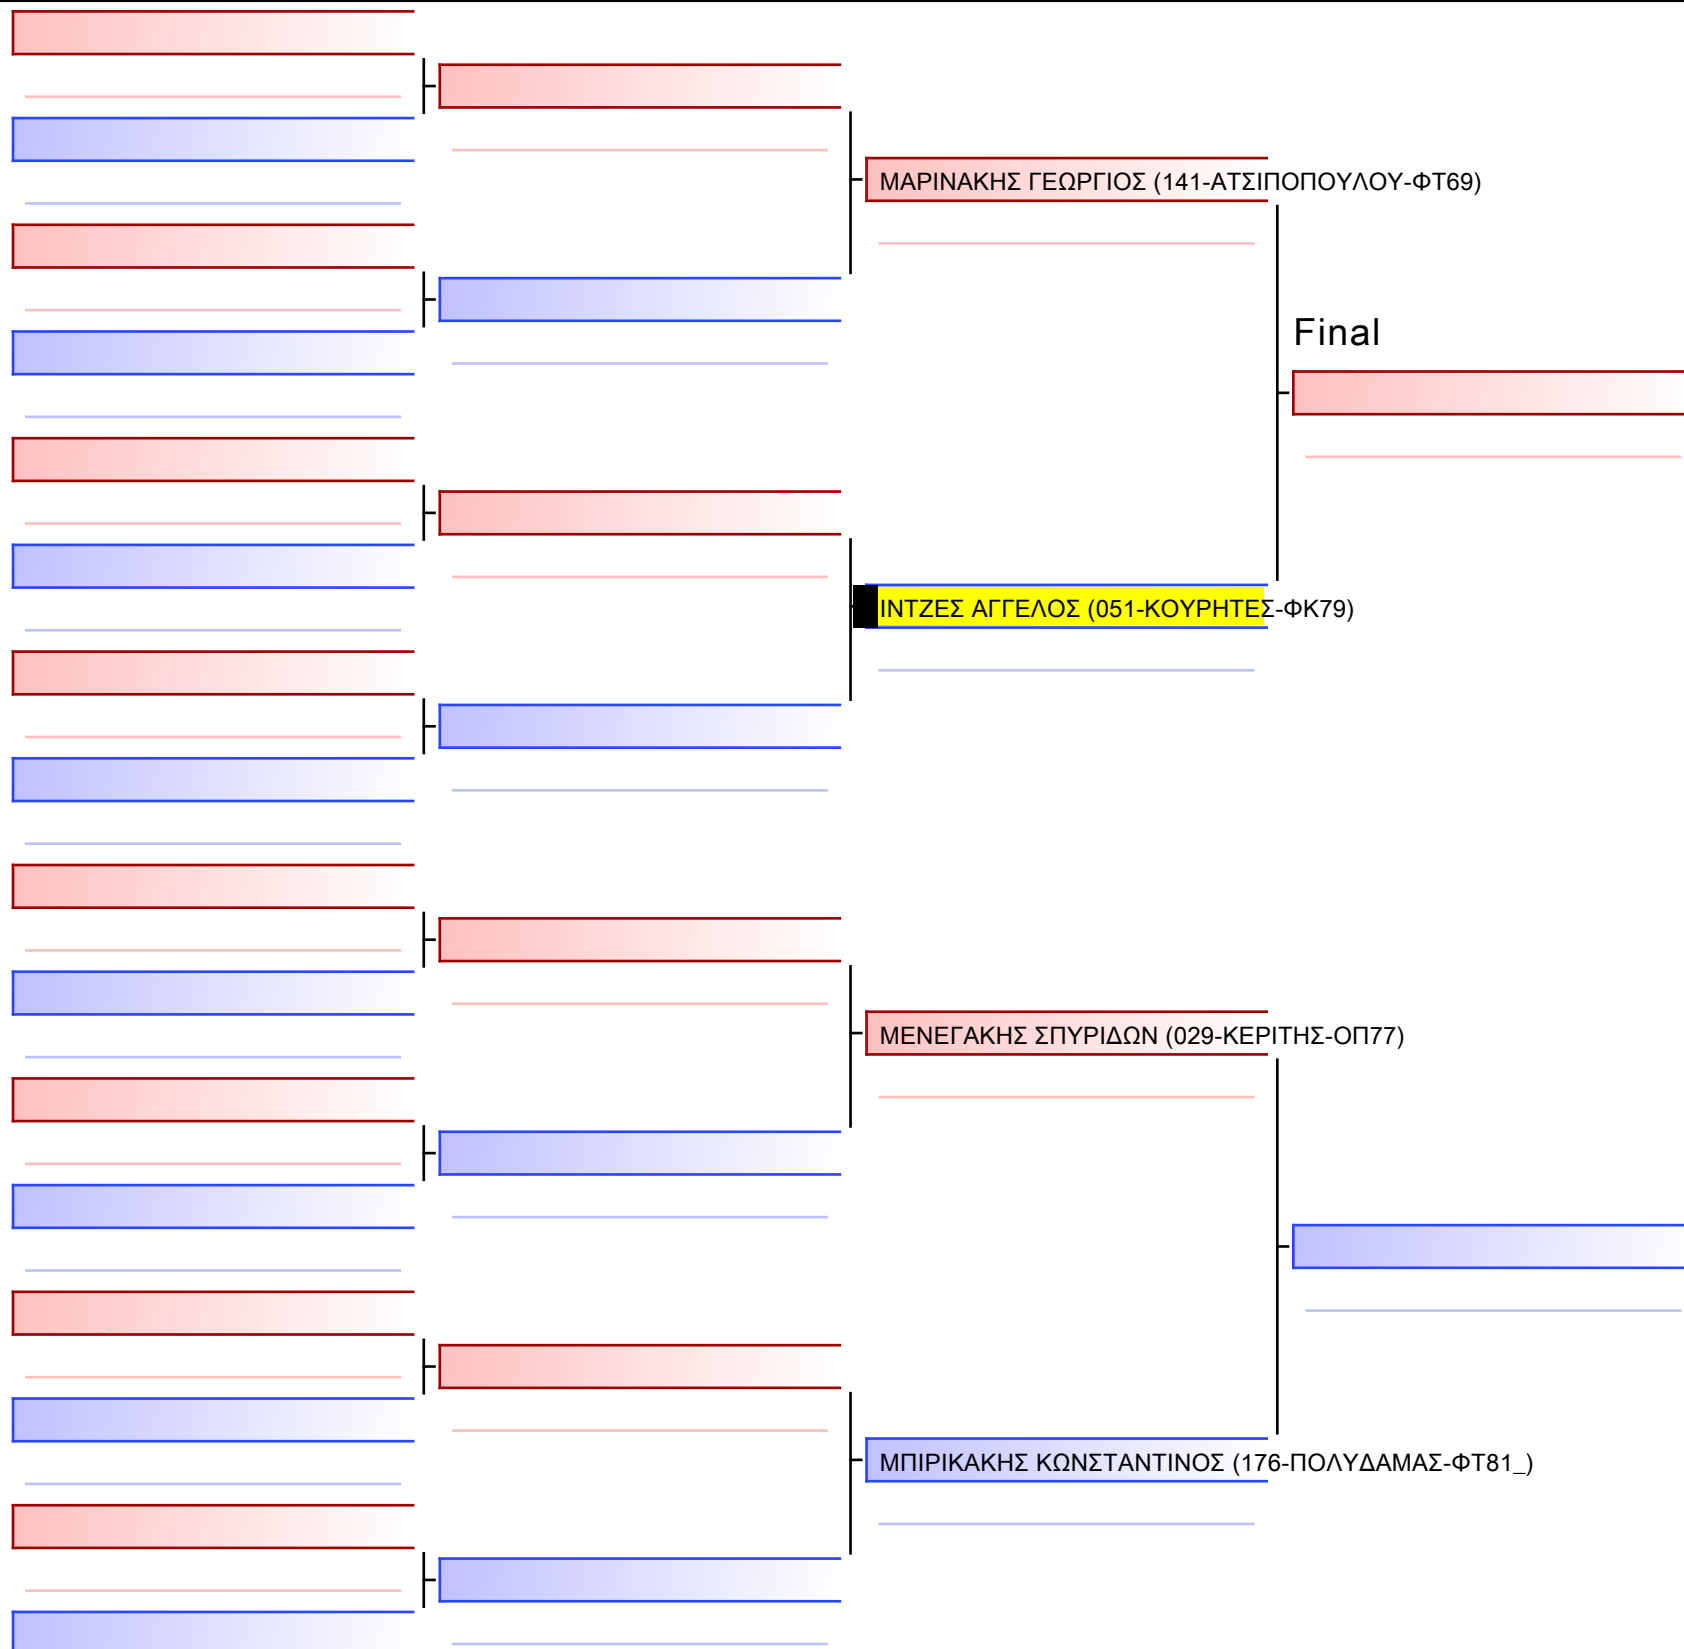 ΜΑΡΙΝΑΚΗΣ ΓΕΩΡΓΙΟΣ (141-ΑΤΣΙΠΟΠΟΥΛΟΥ-ΦΤ69)
Final
ΙΝΤΖΕΣ ΑΓΓΕΛΟΣ (051-ΚΟΥΡΗΤΕΣ-ΦΚ79)
ΜΕΝΕΓΑΚΗΣ ΣΠΥΡΙΔΩΝ (029-ΚΕΡΙΤΗΣ-ΟΠ77)
ΜΠΙΡΙΚΑΚΗΣ ΚΩΝΣΤΑΝΤΙΝΟΣ (176-ΠΟΛΥΔΑΜΑΣ-ΦΤ81_)